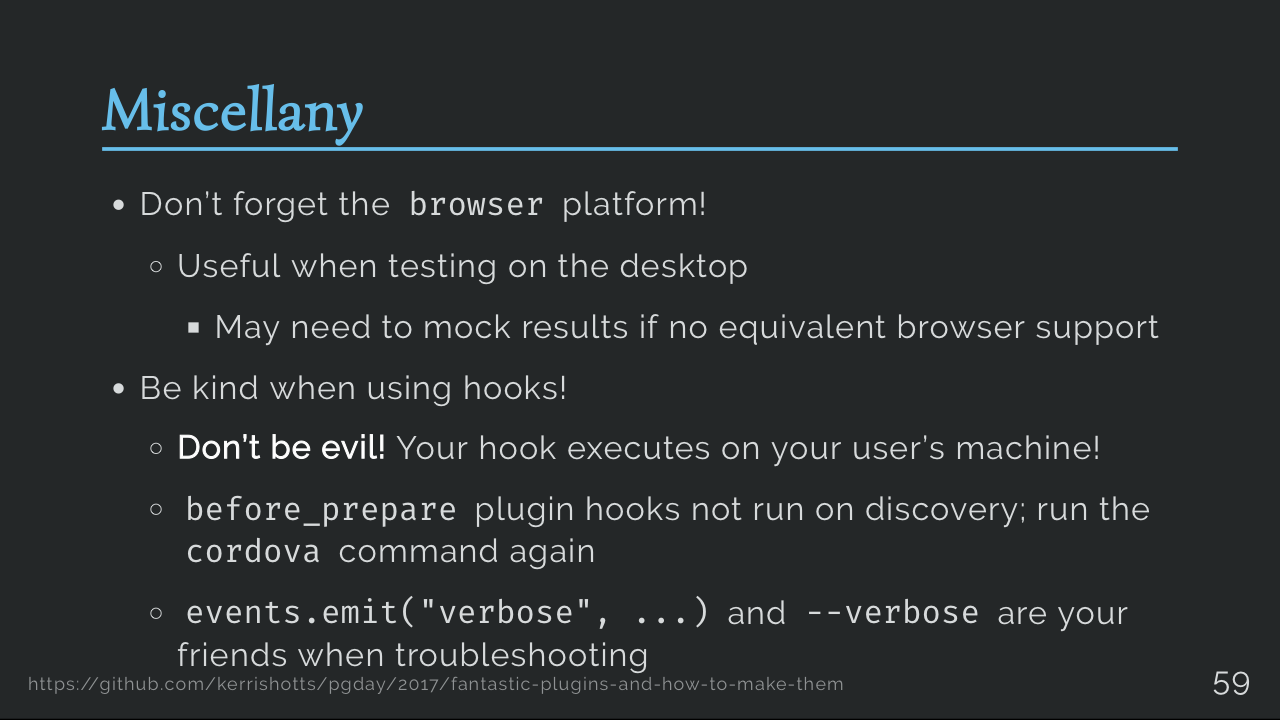 Miscellany
• Don't forget the browser platform!
○ Useful when testing on the desktop
▪ May need to mock results if no equivalent browser support
• Be kind when using hooks!
○ Don't be evil! Your hook executes on your user's machine!
○ before_prepare plugin hooks not run on discovery; run the
cordova command again
○ events.emit("verbose", ...) and --verbose are your
friends when troubleshooting
https://github.com/kerrishotts/pgday/2017/fantastic-plugins-and-how-to-make-them
59